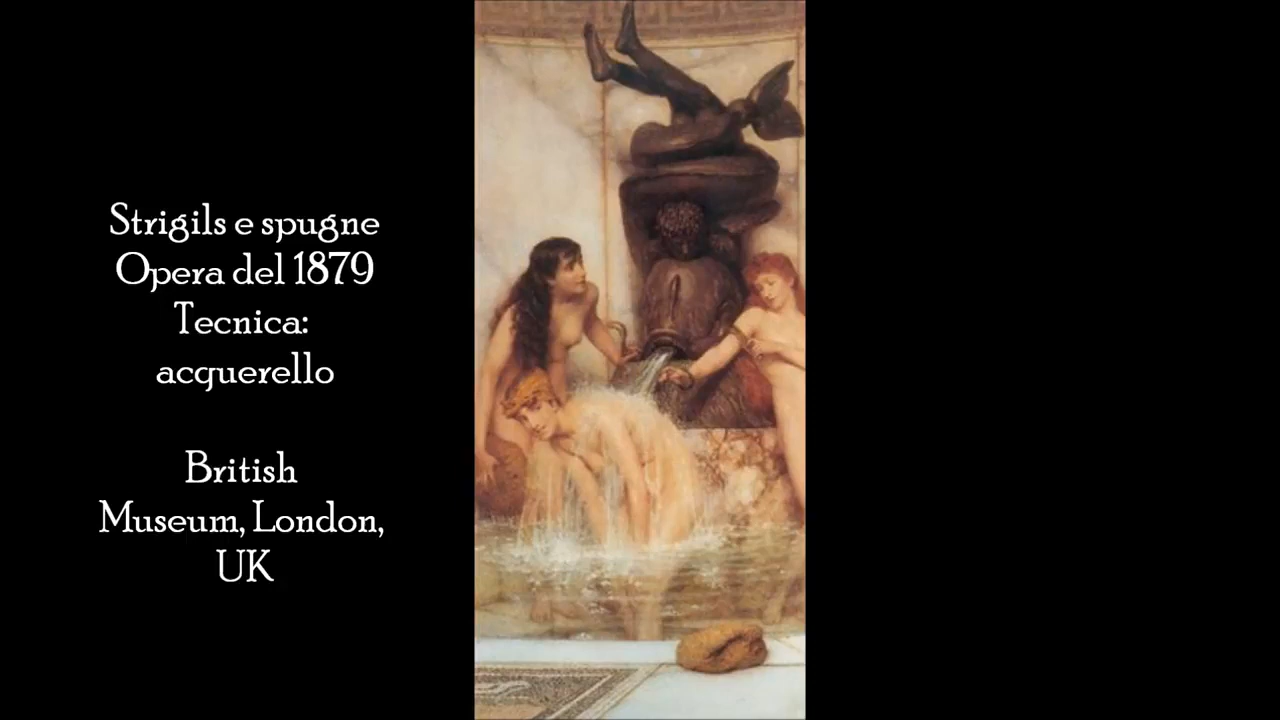 Strigils e spugne
Opera del 1879
Tecnica:
acquerello
British
Museum, London,
UK